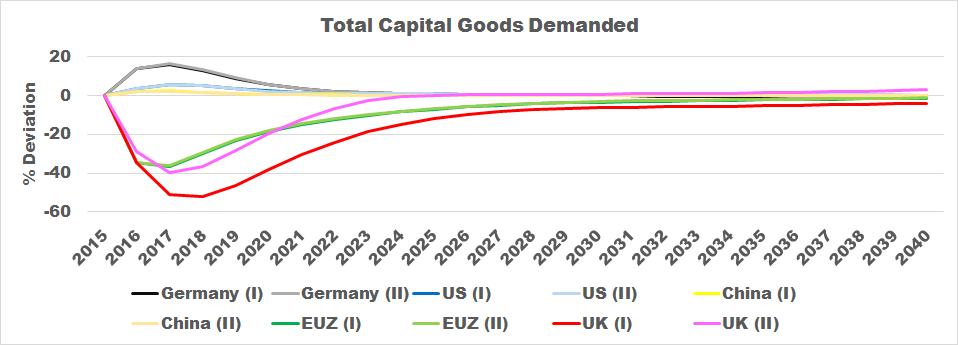 Total Capital Goods Demanded
% Deviation
20
0
-20
-40
-60
2015 2016 2017 2018 2019 2020 2021 2022 2023 2024 2025 2026 2027 2028 2029 2030 2031 2032 2033 2034 2035 2036 2037 2038 2039 2040
Germany (I) Germany (II) US (I) US (II) China (I)
China (II) EUZ (I) EUZ (II) UK (I) UK (II)